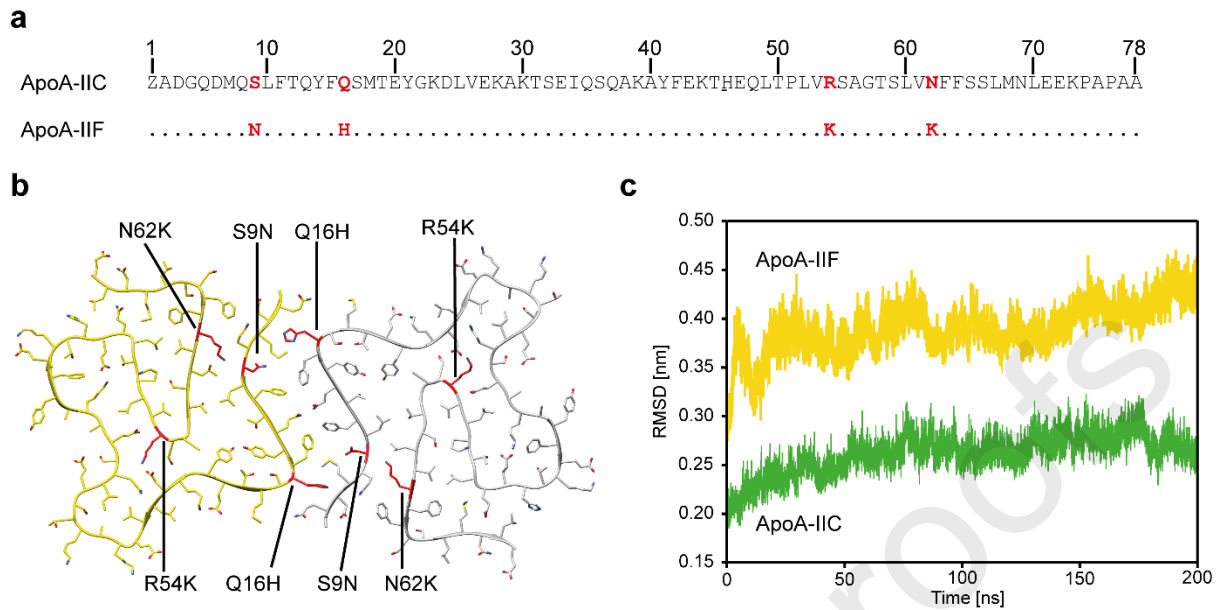 a
1 10 20 30 40 50 60 70 78
ApoA-IIC ZADGQDMQSLFTQYFQSMTEYGKDLVEKAKTSEIQSQAKAYFEKTHEQLTPLVRSAGTSLVNFFSSLMNLEEKPAPAA
ApoA-IIF ........N......H.....................................K.......K................
b
N62K S9N Q16H R54K
R54K Q16H S9N N62K
c
RMSD [nm]
0.50
0.45
0.40
0.35
0.30
0.25
0.20
0.15
ApoA-IIF
ApoA-IIC
0 50 100 150 200
Time [ns]
roofs